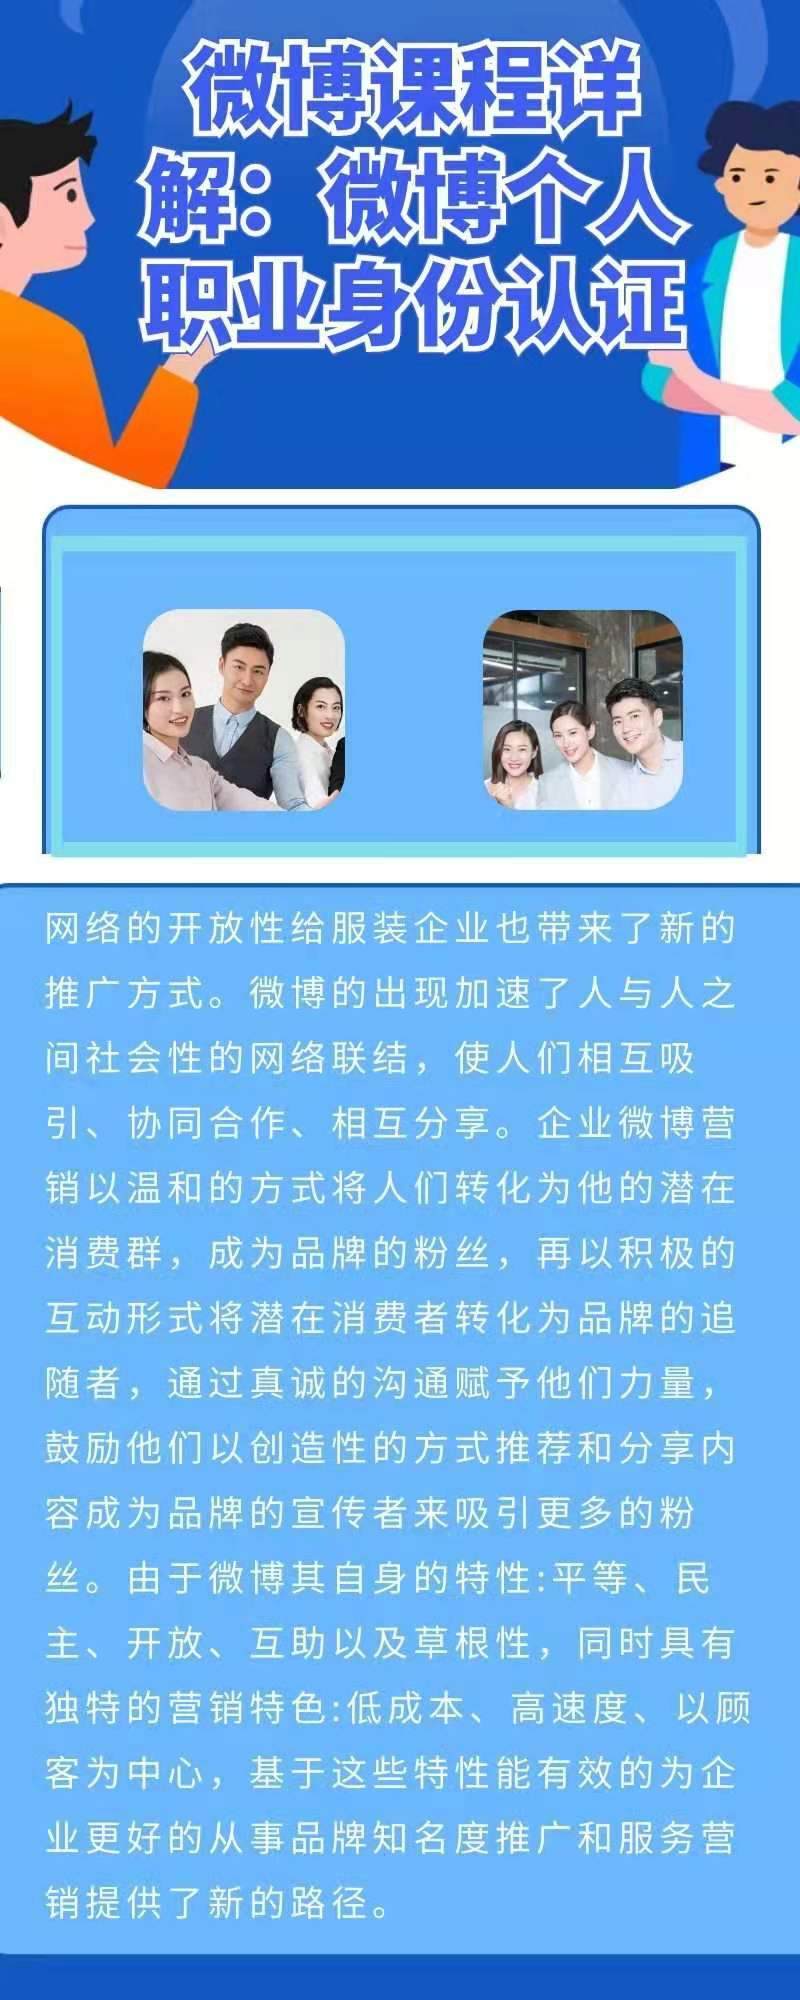 微博课程详
解：微博个人
职业身份认证
网络的开放性给服装企业也带来了新的
推广方式。微博的出现加速了人与人之
间社会性的网络联结，使人们相互吸
引、协同合作、相互分享。企业微博营
销以温和的方式将人们转化为他的潜在
消费群，成为品牌的粉丝，再以积极的
互动形式将潜在消费者转化为品牌的追
随者，通过真诚的沟通赋予他们力量，
鼓励他们以创造性的方式推荐和分享内
容成为品牌的宣传者来吸引更多的粉
丝。由于微博其自身的特性:平等、民
主、开放、互助以及草根性，同时具有
独特的营销特色:低成本、高速度、以顾
客为中心，基于这些特性能有效的为企
业更好的从事品牌知名度推广和服务营
销提供了新的路径。